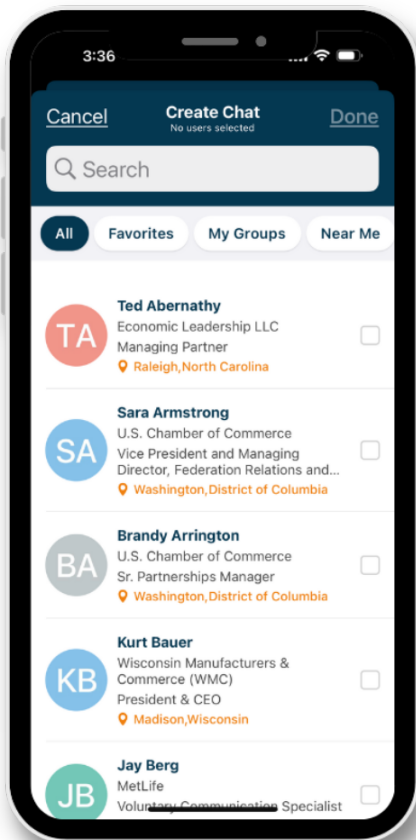 3:36
Cancel
Create Chat
Done
No users selected
Search
All
Favorites
My Groups
Near Me
TA
Ted Abernathy
Economic Leadership LLC
Managing Partner
Raleigh,North Carolina
SA
Sara Armstrong
U.S. Chamber of Commerce
Vice President and Managing
Director, Federation Relations and...
Washington,District of Columbia
BA
Brandy Arrington
U.S. Chamber of Commerce
Sr. Partnerships Manager
Washington,District of Columbia
KB
Kurt Bauer
Wisconsin Manufacturers &
Commerce (WMC)
President & CEO
Madison,Wisconsin
JB
Jay Berg
MetLife
Voluntary Communication Specialist